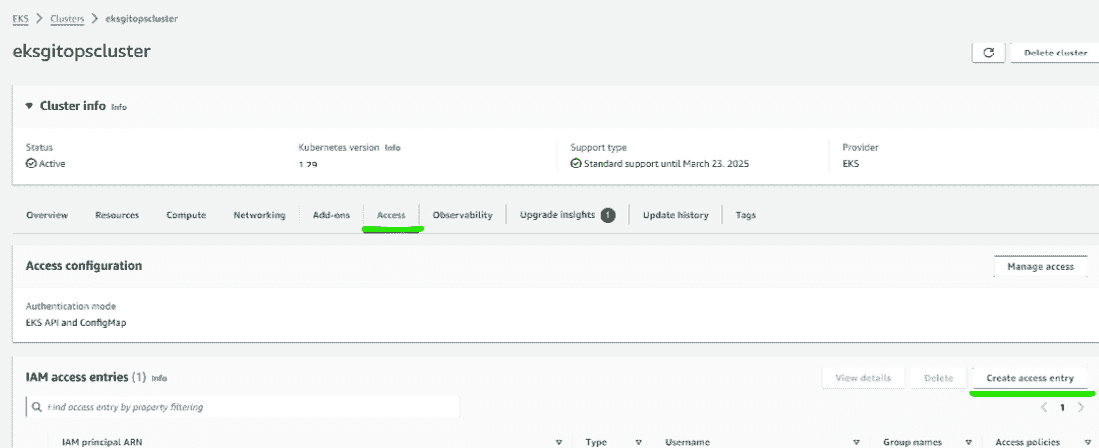 EKS > Clusters > eksgitopscluster
eksgitopscluster
Delete cluster
Cluster info Info
Status Kubernetes version Info Support type Provider
Active 1.29 Standard support until March 23, 2025 EKS
Overview Resources Compute Networking Add-ons Access Observability Upgrade insights 1 Update history Tags
Access configuration Manage access
Authentication mode
EKS API and ConfigMap
IAM access entries (1) Info View details Delete Create access entry
Find access entry by property filtering < 1 >
IAM principal ARN Type Username Group names Access policies